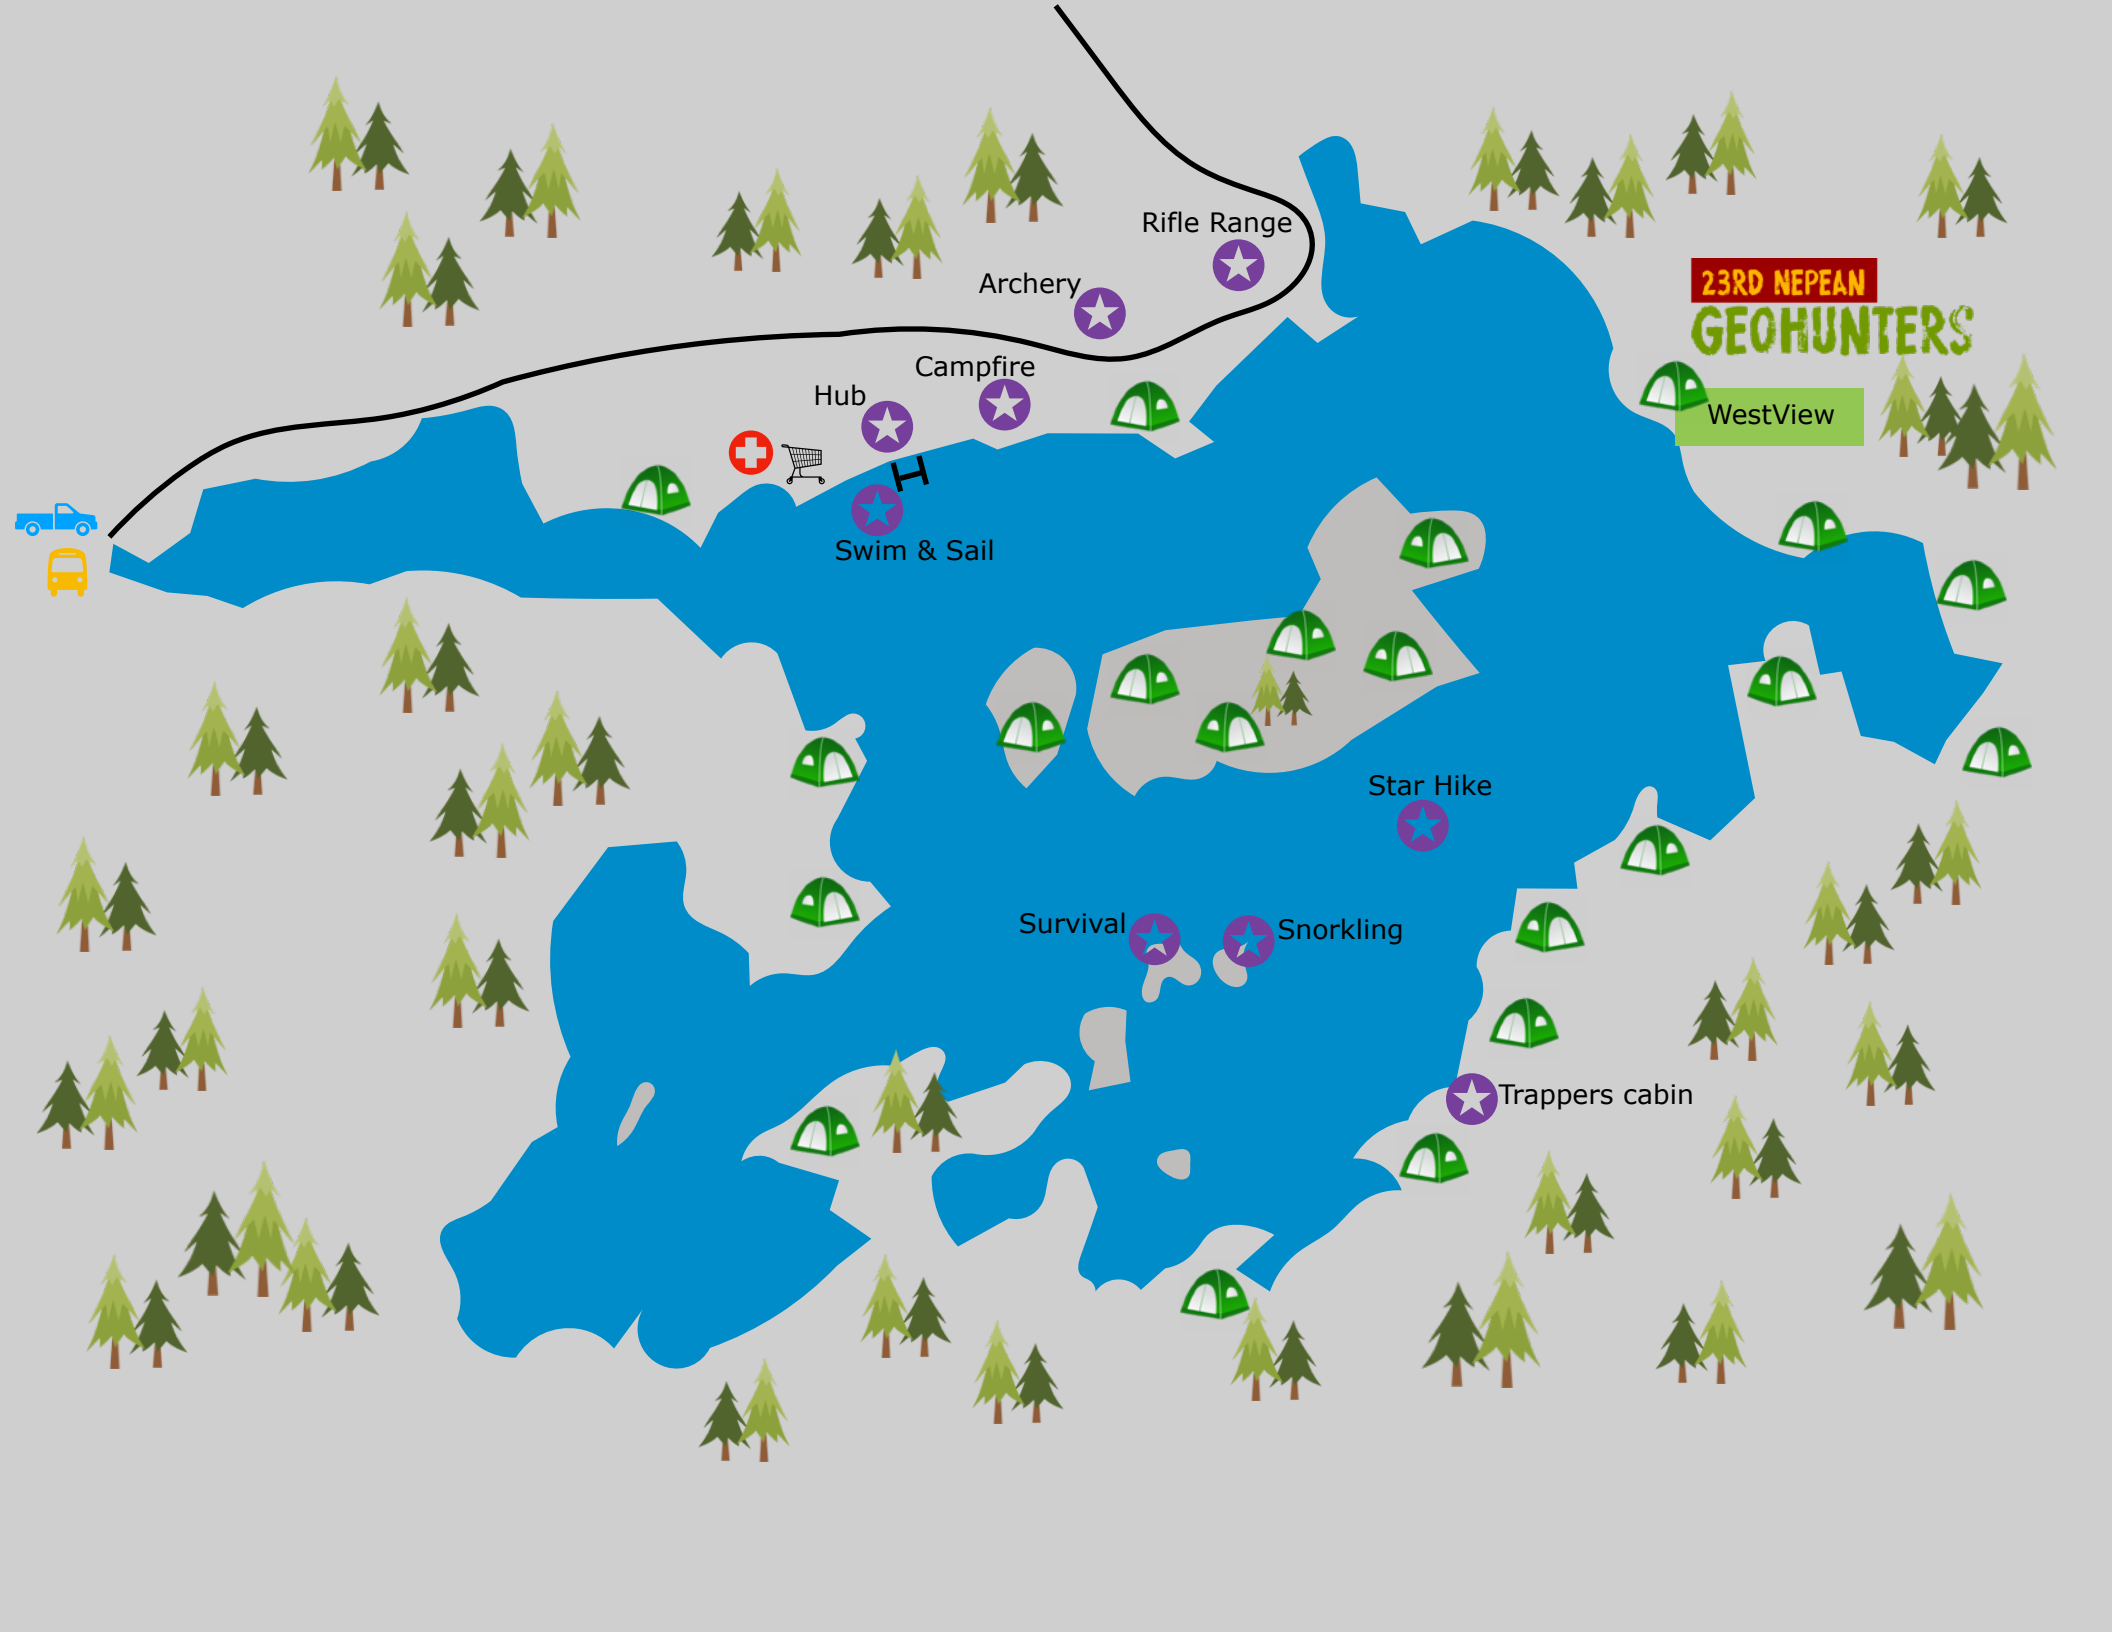 Rifle Range
Archery
23RD NEPEAN
GEOHUNTERS
Campfire
Hub
WestView
Swim & Sail
Star Hike
Survival
Snorkling
Trappers cabin